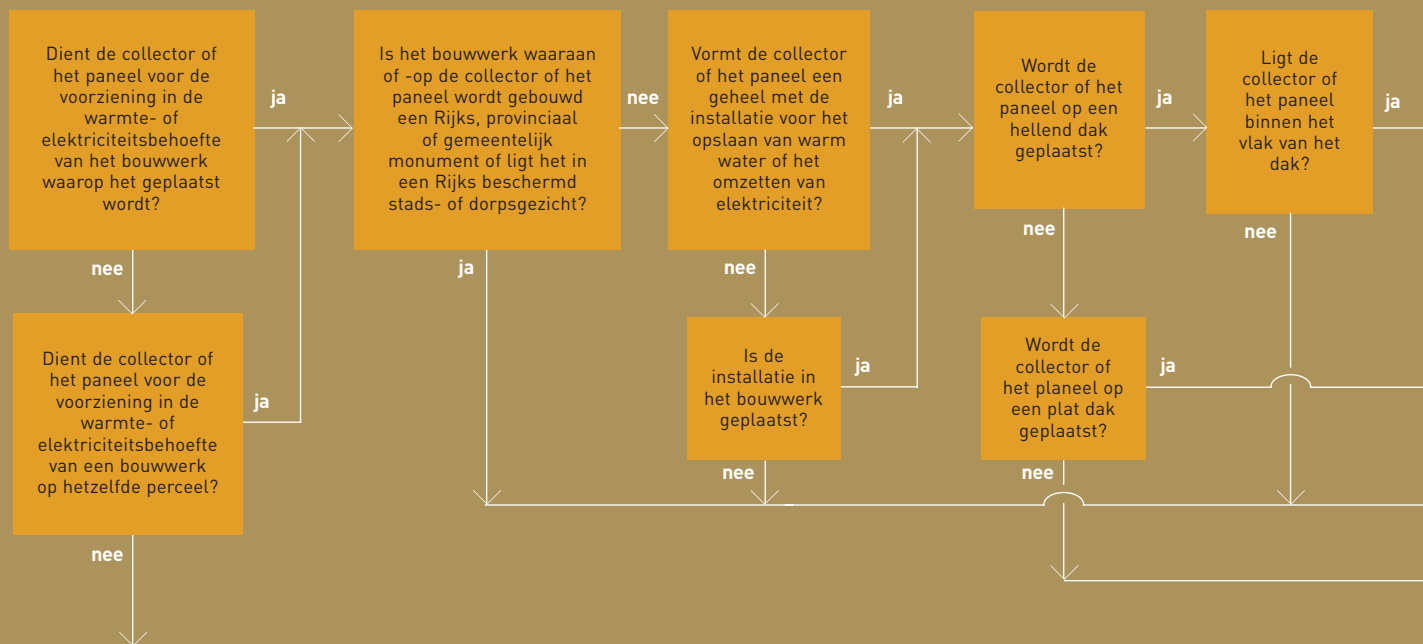 Dient de collector of
het paneel voor de
voorziening in de
warmte- of
elektriciteitsbehoefte
van het bouwwerk
waarop het geplaatst
wordt?
ja
nee
Dient de collector of
het paneel voor de
voorziening in de
warmte- of
elektriciteitsbehoefte
van een bouwwerk
op hetzelfde perceel?
ja
nee
Is het bouwwerk waaraan
of -op de collector of het
paneel wordt gebouwd
een Rijks, provinciaal
of gemeentelijk
monument of ligt het in
een Rijks beschermd
stads- of dorpsgezicht?
nee
ja
Vormt de collector
of het paneel een
geheel met de
installatie voor het
opslaan van warm
water of het
omzetten van
elektriciteit?
ja
nee
Is de
installatie in
het bouwwerk
geplaatst?
ja
nee
Wordt de
collector of het
paneel op een
hellend dak
geplaatst?
ja
nee
Wordt de
collector of
het planeel op
een plat dak
geplaatst?
ja
nee
Ligt de
collector of
het paneel
binnen het
vlak van het
dak?
ja
nee